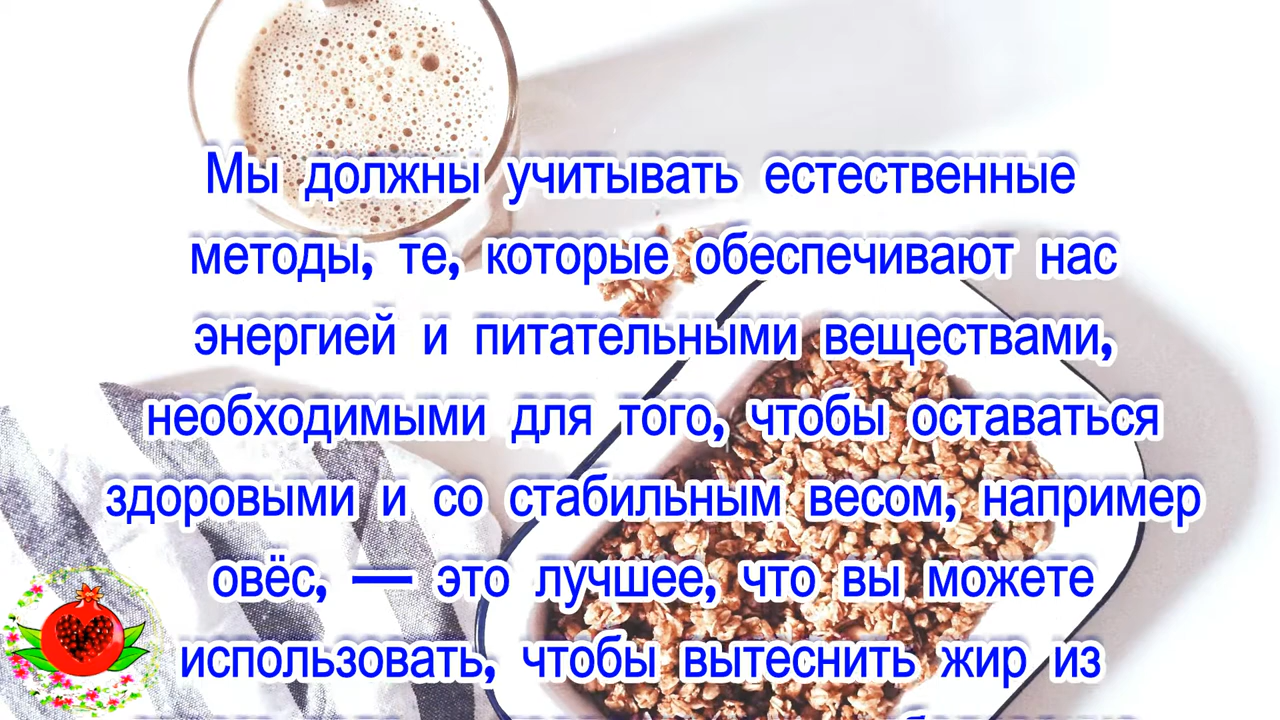 Мы должны учитывать естественные
методы, те, которые обеспечивают нас
энергией и питательными веществами,
необходимыми для того, чтобы оставаться
здоровыми и со стабильным весом, например
овёс, — это лучшее, что вы можете
использовать, чтобы вытеснить жир из